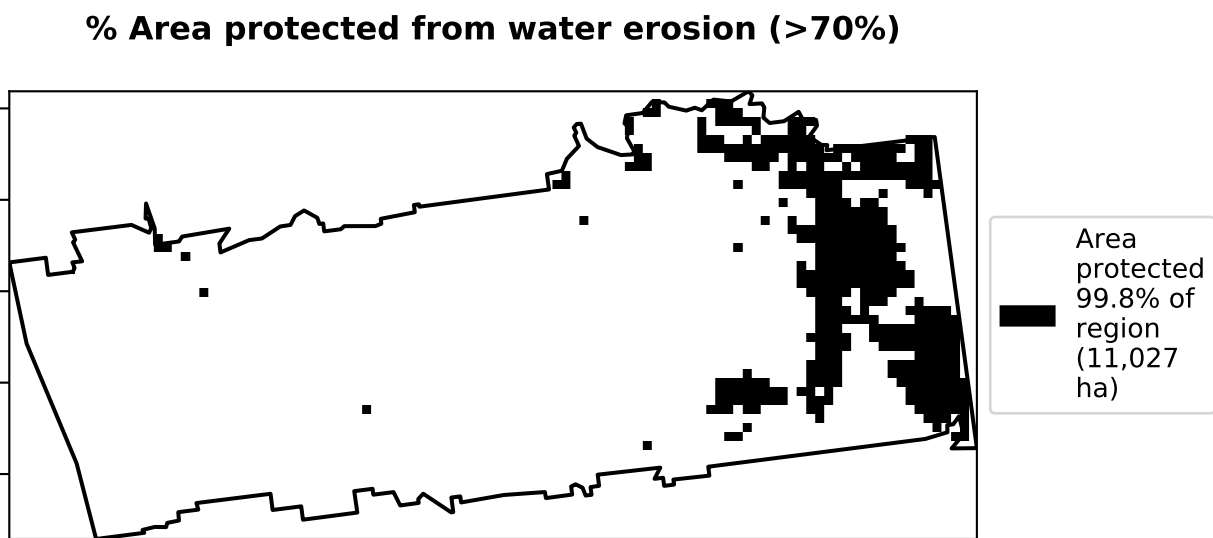 % Area protected from water erosion (>70%)
Area
protected
99.8% of
region
(11,027
ha)